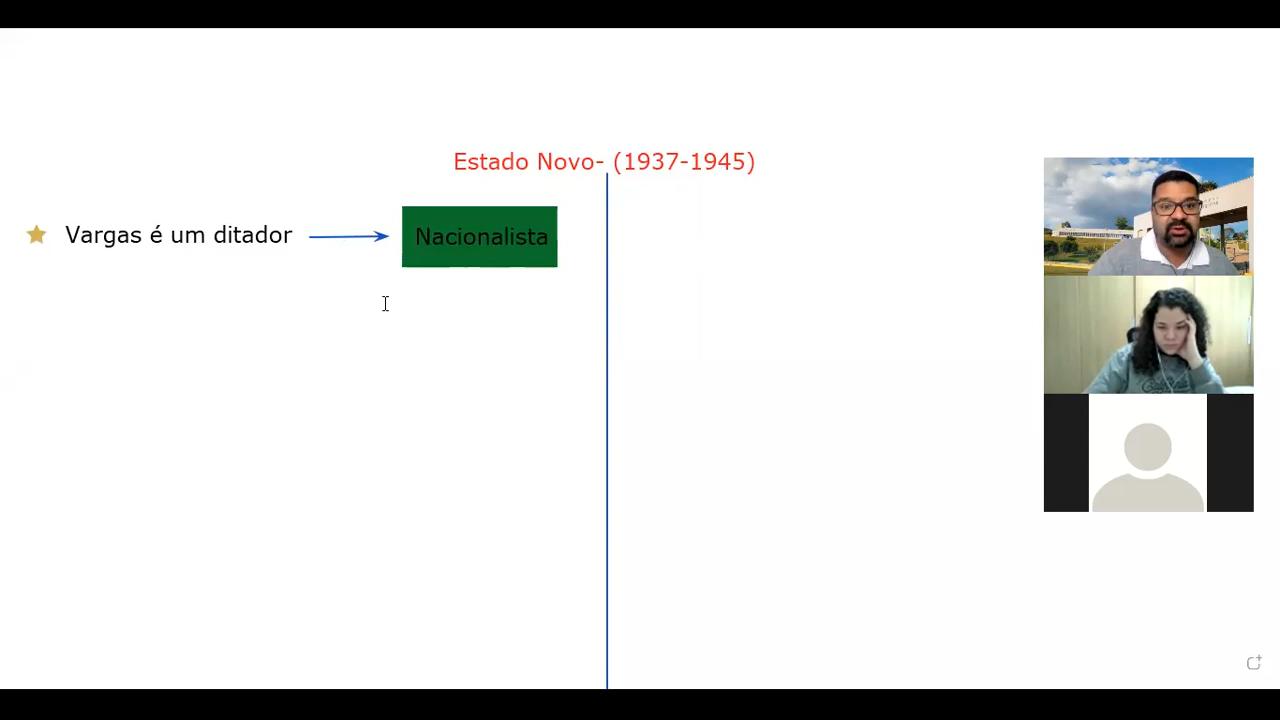 Estado Novo- (1937-1945)
Vargas é um ditador
Nacionalista